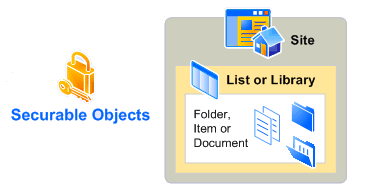 Site
List or Library
Securable Objects
Folder,
Item or
Document